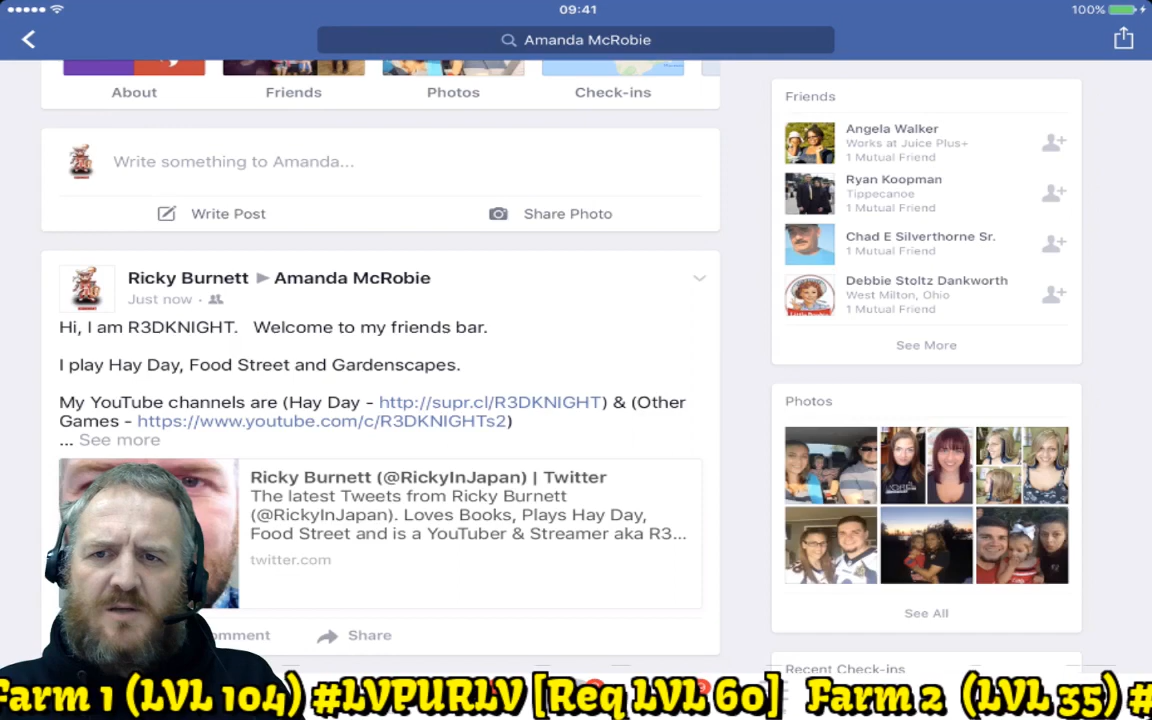 09:41
100%
Amanda McRobie
About
Friends
Photos
Check-ins
Write something to Amanda...
Write Post
Share Photo
Ricky Burnett ▶ Amanda McRobie
Just now ·
Hi, I am R3DKNIGHT. Welcome to my friends bar.
I play Hay Day, Food Street and Gardenscapes.
My YouTube channels are (Hay Day - http://supr.cl/R3DKNIGHT) & (Other
Games - https://www.youtube.com/c/R3DKNIGHTs2)
... See more
Ricky Burnett (@RickyInJapan) | Twitter
The latest Tweets from Ricky Burnett
(@RickyInJapan). Loves Books, Plays Hay Day,
Food Street and is a YouTuber & Streamer aka R3...
twitter.com
omment
Share
Friends
Angela Walker
Works at Juice Plus+
1 Mutual Friend
Ryan Koopman
Tippecanoe
1 Mutual Friend
Chad E Silverthorne Sr.
1 Mutual Friend
Debbie Stoltz Dankworth
West Milton, Ohio
1 Mutual Friend
See More
Photos
See All
Recent Check-ins
Farm 1 (LVL 104) #LVPURLV [Req LVL 60] Farm 2 (LVL 35) #